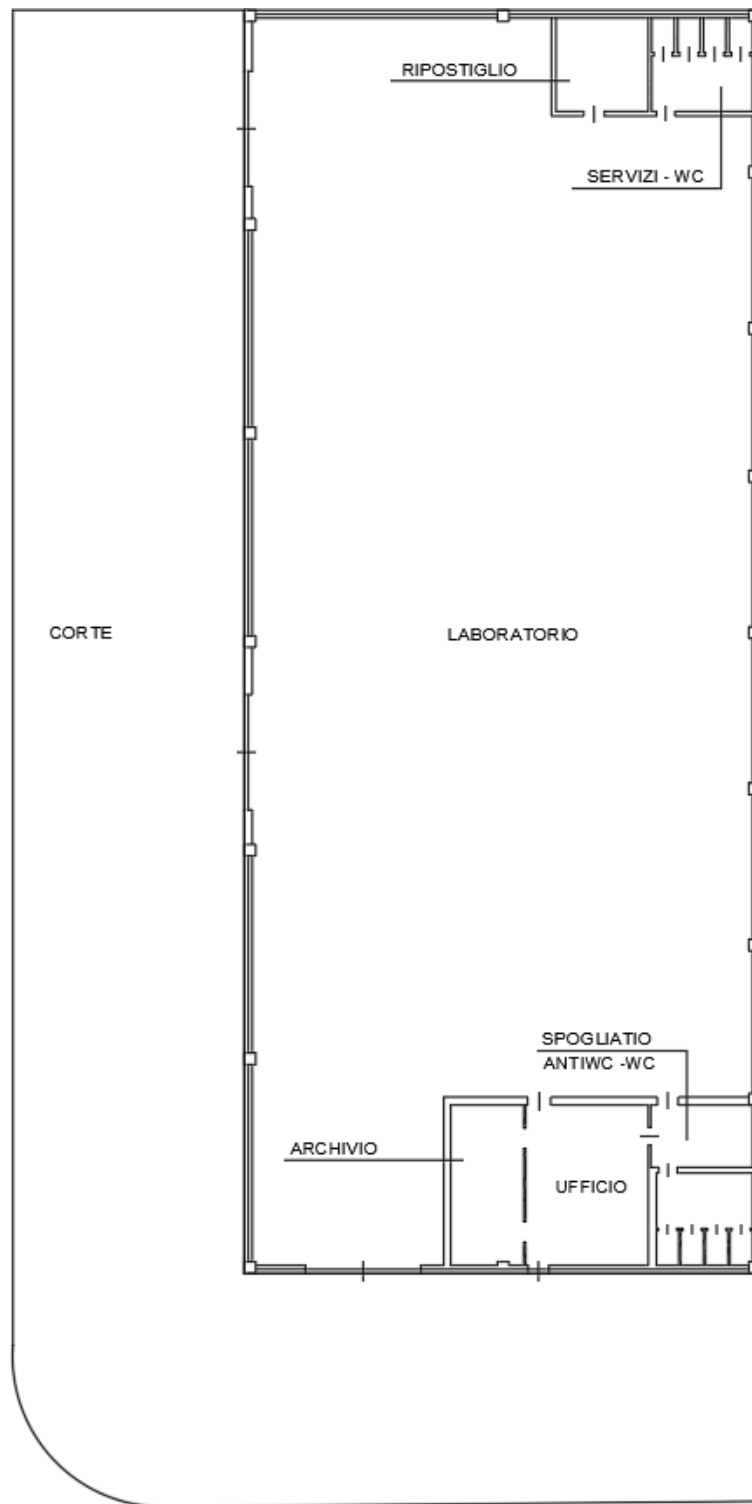 RIPOSTIGLIO
SERVIZI - WC
CORTE
LABORATORIO
SPOGLIATIO
ANTIWC -WC
ARCHIVIO
UFFICIO